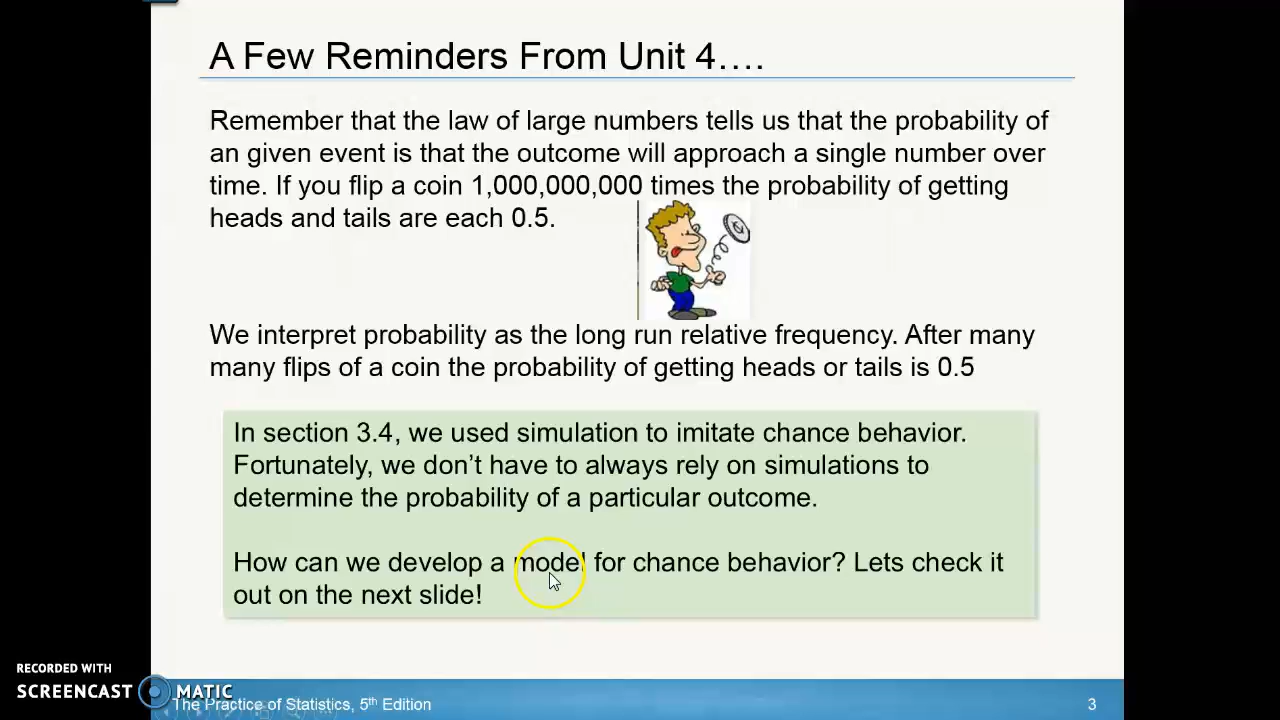 A Few Reminders From Unit 4….
Remember that the law of large numbers tells us that the probability of
an given event is that the outcome will approach a single number over
time. If you flip a coin 1,000,000,000 times the probability of getting
heads and tails are each 0.5.
We interpret probability as the long run relative frequency. After many
many flips of a coin the probability of getting heads or tails is 0.5
In section 3.4, we used simulation to imitate chance behavior.
Fortunately, we don’t have to always rely on simulations to
determine the probability of a particular outcome.
How can we develop a model for chance behavior? Lets check it
out on the next slide!
RECORDED WITH
SCREENCAST MATIC
The Practice of Statistics, 5th Edition
3